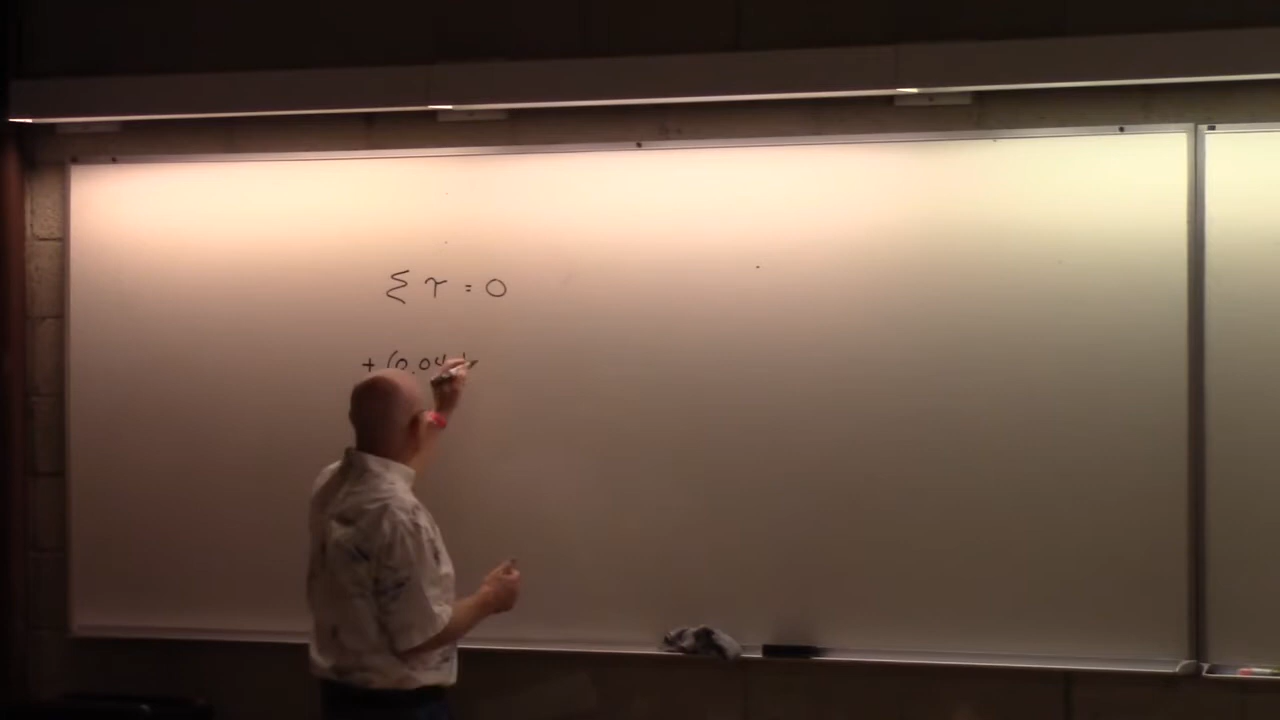 Σ τ = 0
+ (0.04